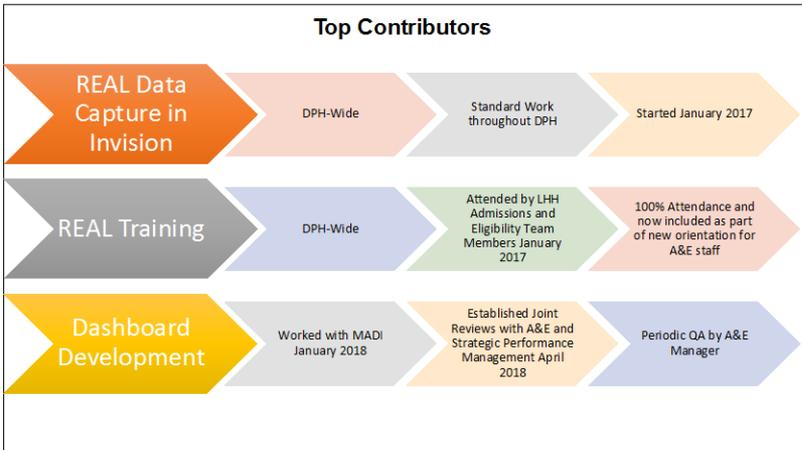 Top Contributors
REAL Data
Capture in
Invision
DPH-Wide
Standard Work
throughout DPH
Started January 2017
REAL Training
DPH-Wide
Attended by LHH
Admissions and
Eligibility Team
Members January
2017
100% Attendance and
now included as part
of new orientation for
A&E staff
Dashboard
Development
Worked with MADI
January 2018
Established Joint
Reviews with A&E and
Strategic Performance
Management April
2018
Periodic QA by A&E
Manager